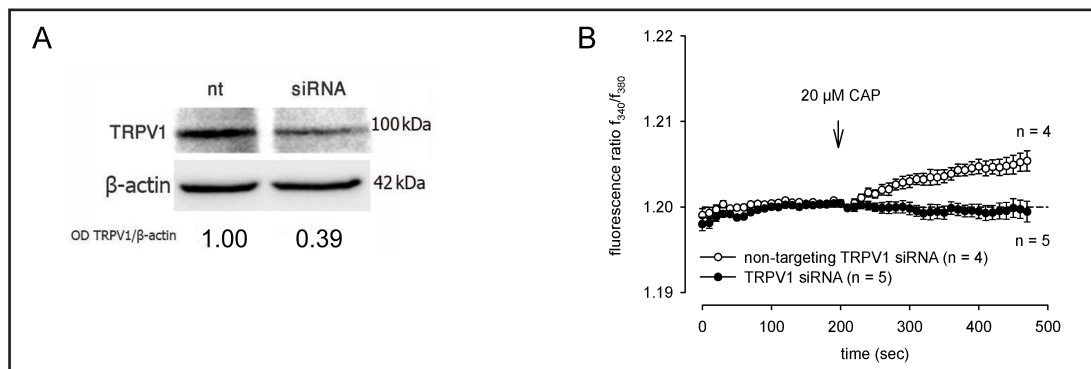 A
nt siRNA
TRPV1 100 kDa
β-actin 42 kDa
OD TRPV1/β-actin 1.00 0.39
B
1.22
1.21
1.20
1.19
fluorescence ratio f340/f380
20 µM CAP
n = 4
n = 5
non-targeting TRPV1 siRNA (n = 4)
TRPV1 siRNA (n = 5)
0 100 200 300 400 500
time (sec)